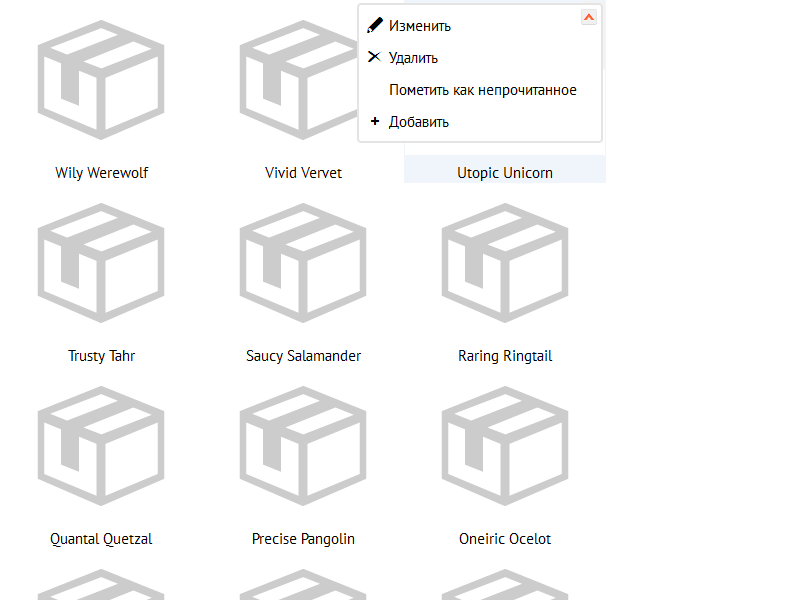 Изменить
Удалить
Пометить как непрочитанное
Добавить
Wily Werewolf
Vivid Vervet
Utopic Unicorn
Trusty Tahr
Saucy Salamander
Raring Ringtail
Quantal Quetzal
Precise Pangolin
Oneiric Ocelot